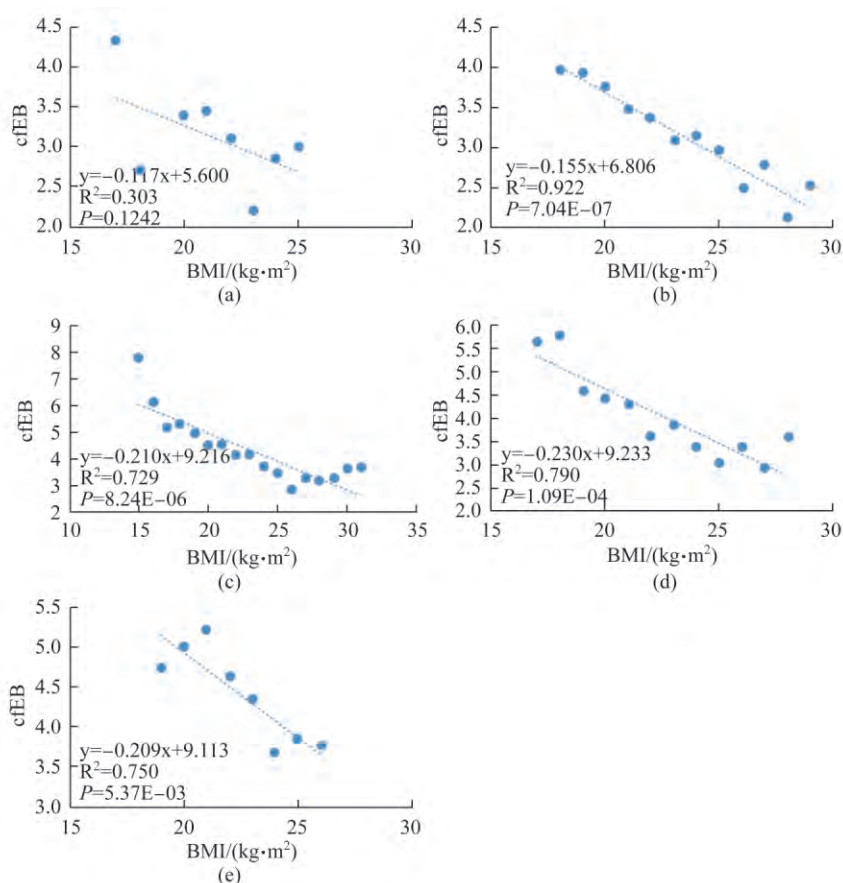 4.5
4.0
3.5
3.0
2.5
2.0
cfEB
y=−0.117x+5.600
R²=0.303
P=0.1242
15 20 25 30
BMI/(kg·m²)
(a)
4.5
4.0
3.5
3.0
2.5
2.0
cfEB
y=−0.155x+6.806
R²=0.922
P=7.04E−07
15 20 25 30
BMI/(kg·m²)
(b)
9
8
7
6
5
4
3
2
cfEB
y=−0.210x+9.216
R²=0.729
P=8.24E−06
10 15 20 25 30 35
BMI/(kg·m²)
(c)
6.0
5.5
5.0
4.5
4.0
3.5
3.0
2.5
2.0
cfEB
y=−0.230x+9.233
R²=0.790
P=1.09E−04
15 20 25 30
BMI/(kg·m²)
(d)
5.5
5.0
4.5
4.0
3.5
3.0
cfEB
y=−0.209x+9.113
R²=0.750
P=5.37E−03
15 20 25 30
BMI/(kg·m²)
(e)